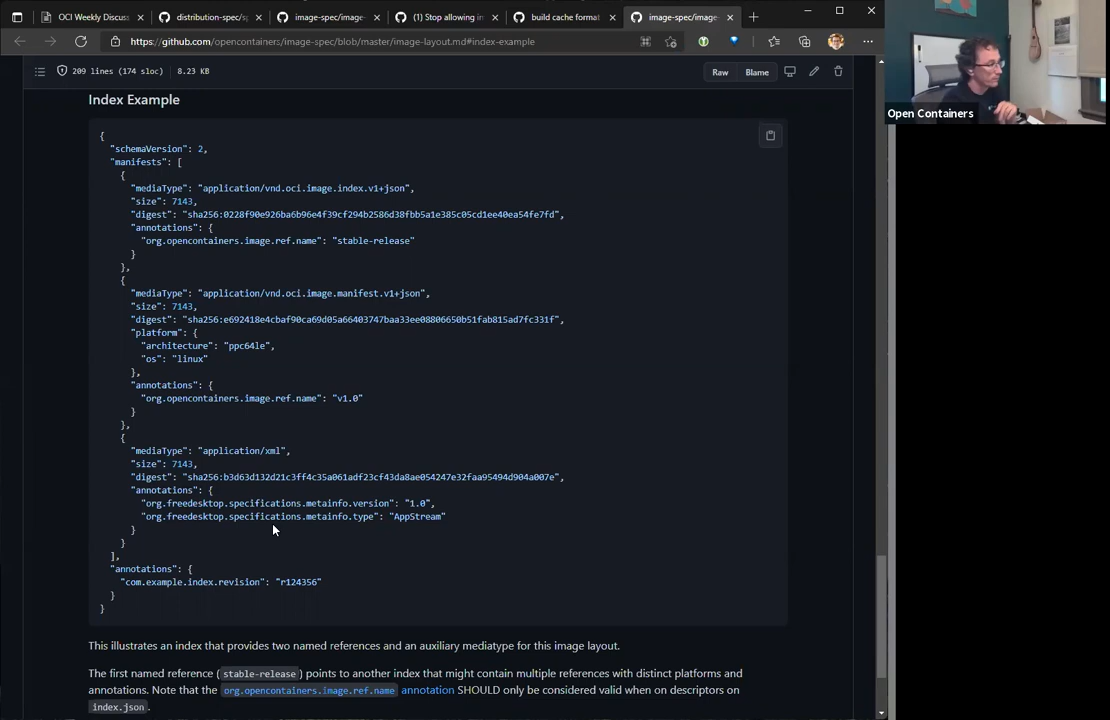 OCI Weekly Discuss
distribution-spec/s
image-spec/image-
(1) Stop allowing in
build cache format
image-spec/image-
https://github.com/opencontainers/image-spec/blob/master/image-layout.md#index-example
209 lines (174 sloc) 8.23 KB
Raw
Blame
Open Containers
Index Example
{
"schemaVersion": 2,
"manifests": [
{
"mediaType": "application/vnd.oci.image.index.v1+json",
"size": 7143,
"digest": "sha256:0228f90e926ba6b96e4f39cf294b2586d38fbb5a1e385c05cd1ee40ea54fe7fd",
"annotations": {
"org.opencontainers.image.ref.name": "stable-release"
}
},
{
"mediaType": "application/vnd.oci.image.manifest.v1+json",
"size": 7143,
"digest": "sha256:e692418e4cbaf90ca69d05a66403747baa33ee08806650b51fab815ad7fc331f",
"platform": {
"architecture": "ppc64le",
"os": "linux"
},
"annotations": {
"org.opencontainers.image.ref.name": "v1.0"
}
},
{
"mediaType": "application/xml",
"size": 7143,
"digest": "sha256:b3d63d132d21c3ff4c35a061adf23cf43da8ae054247e32faa95494d904a007e",
"annotations": {
"org.freedesktop.specifications.metainfo.version": "1.0",
"org.freedesktop.specifications.metainfo.type": "AppStream"
}
}
],
"annotations": {
"com.example.index.revision": "r124356"
}
}
This illustrates an index that provides two named references and an auxiliary mediatype for this image layout.
The first named reference ( stable-release ) points to another index that might contain multiple references with distinct platforms and
annotations. Note that the org.opencontainers.image.ref.name annotation SHOULD only be considered valid when on descriptors on
index.json .